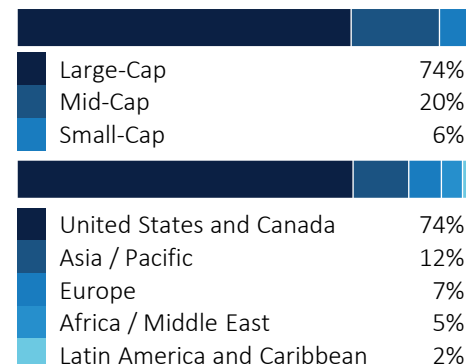 Large-Cap 74%
Mid-Cap 20%
Small-Cap 6%
United States and Canada 74%
Asia / Pacific 12%
Europe 7%
Africa / Middle East 5%
Latin America and Caribbean 2%